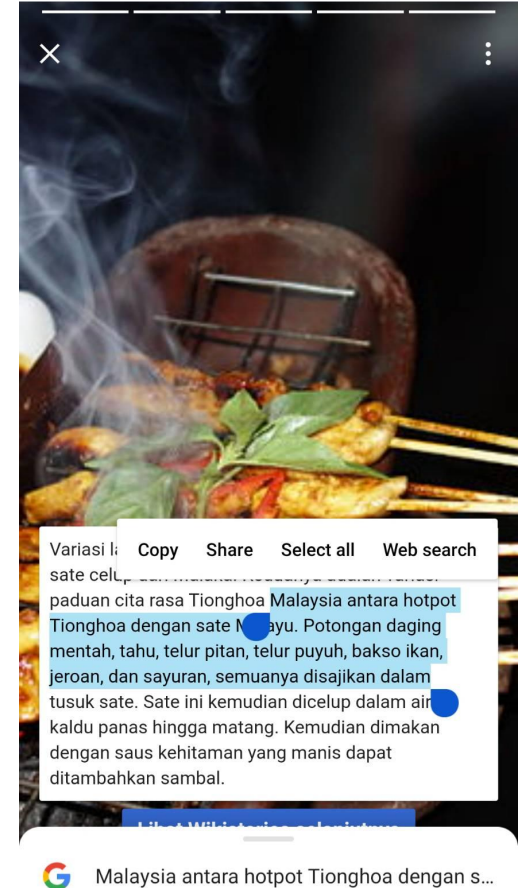 Variasi
Copy Share Select all Web search
sate
paduan cita rasa Tionghoa Malaysia antara hotpot
Tionghoa dengan sate. Potongan daging
mentah, tahu, telur pitan, telur puyuh, bakso ikan,
jeroan, dan sayuran, semuanya disajikan dalam
tusuk sate. Sate ini kemudian dicelup dalam air
kaldu panas hingga matang. Kemudian dimakan
dengan saus kehitaman yang manis dapat
ditambahkan sambal.
G Malaysia antara hotpot Tionghoa dengan s...